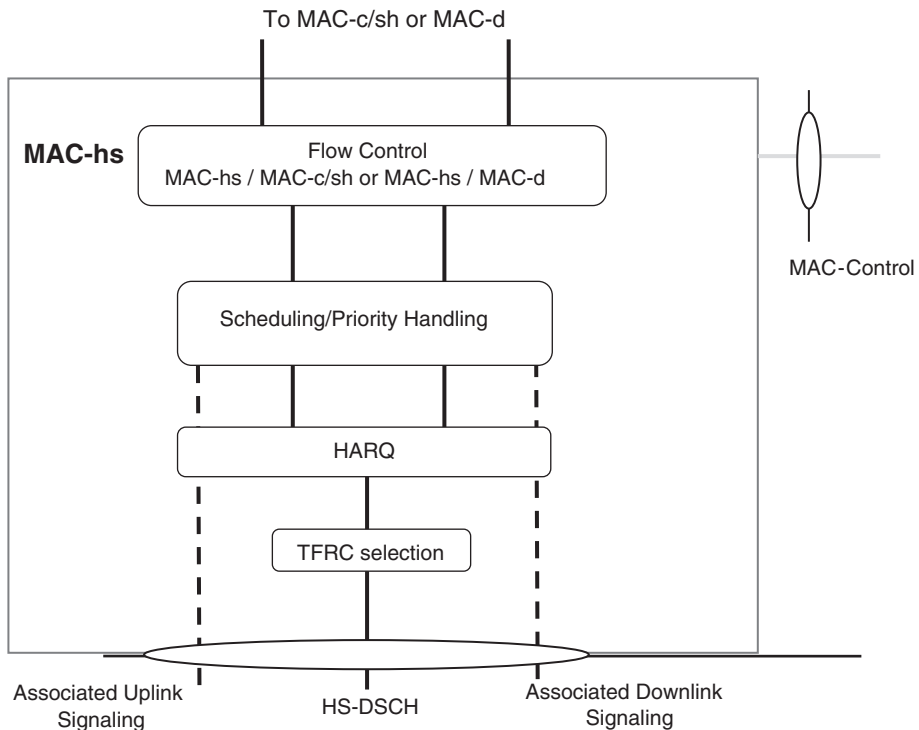 To MAC-c/sh or MAC-d
MAC-hs
Flow Control
MAC-hs / MAC-c/sh or MAC-hs / MAC-d
MAC-Control
Scheduling/Priority Handling
HARQ
TFRC selection
Associated Uplink
Signaling
HS-DSCH
Associated Downlink
Signaling